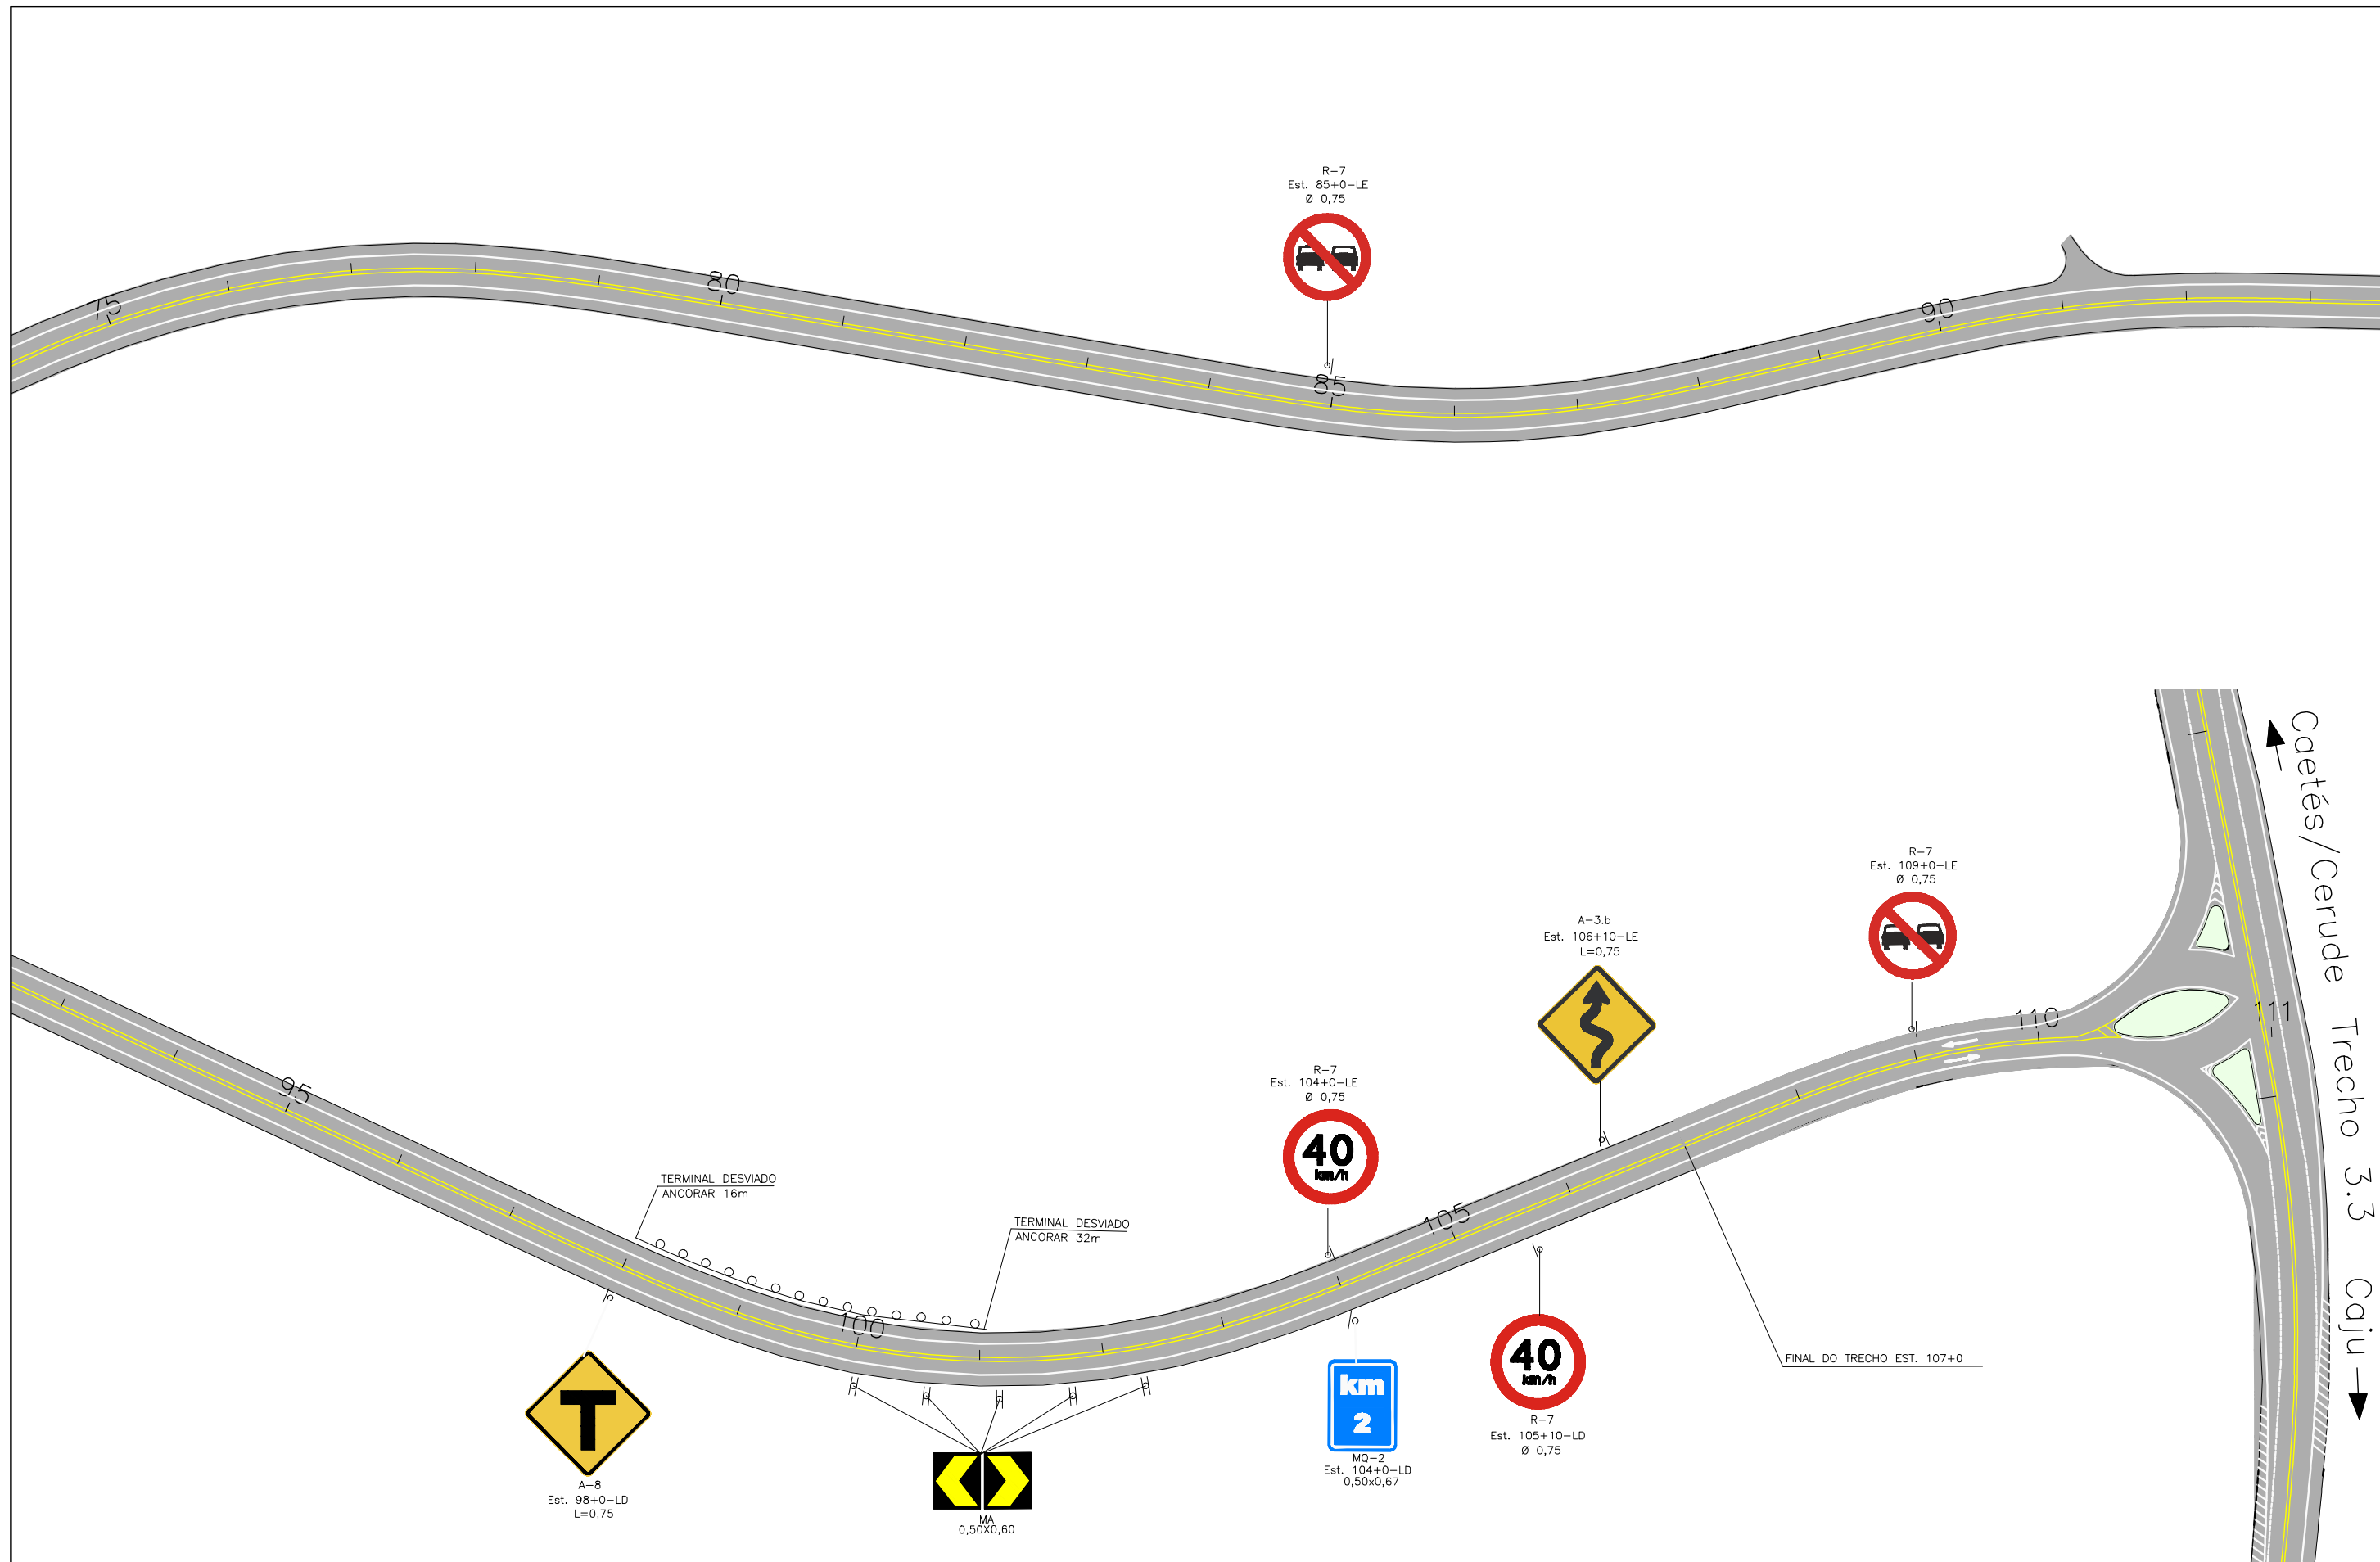 R-7
Est. 85+0-LE
Ø 0,75
75
80
85
90
Caetés/Cerude Trecho 3.3 Caju
R-7
Est. 109+0-LE
Ø 0,75
A-3.b
Est. 106+10-LE
L=0,75
110
111
95
R-7
Est. 104+0-LE
Ø 0,75
40
km/h
TERMINAL DESVIADO
ANCORAR 16m
TERMINAL DESVIADO
ANCORAR 32m
105
100
FINAL DO TRECHO EST. 107+0
T
A-8
Est. 98+0-LD
L=0,75
MA
0,50X0,60
km
2
MQ-2
Est. 104+0-LD
0,50x0,67
40
km/h
R-7
Est. 105+10-LD
Ø 0,75